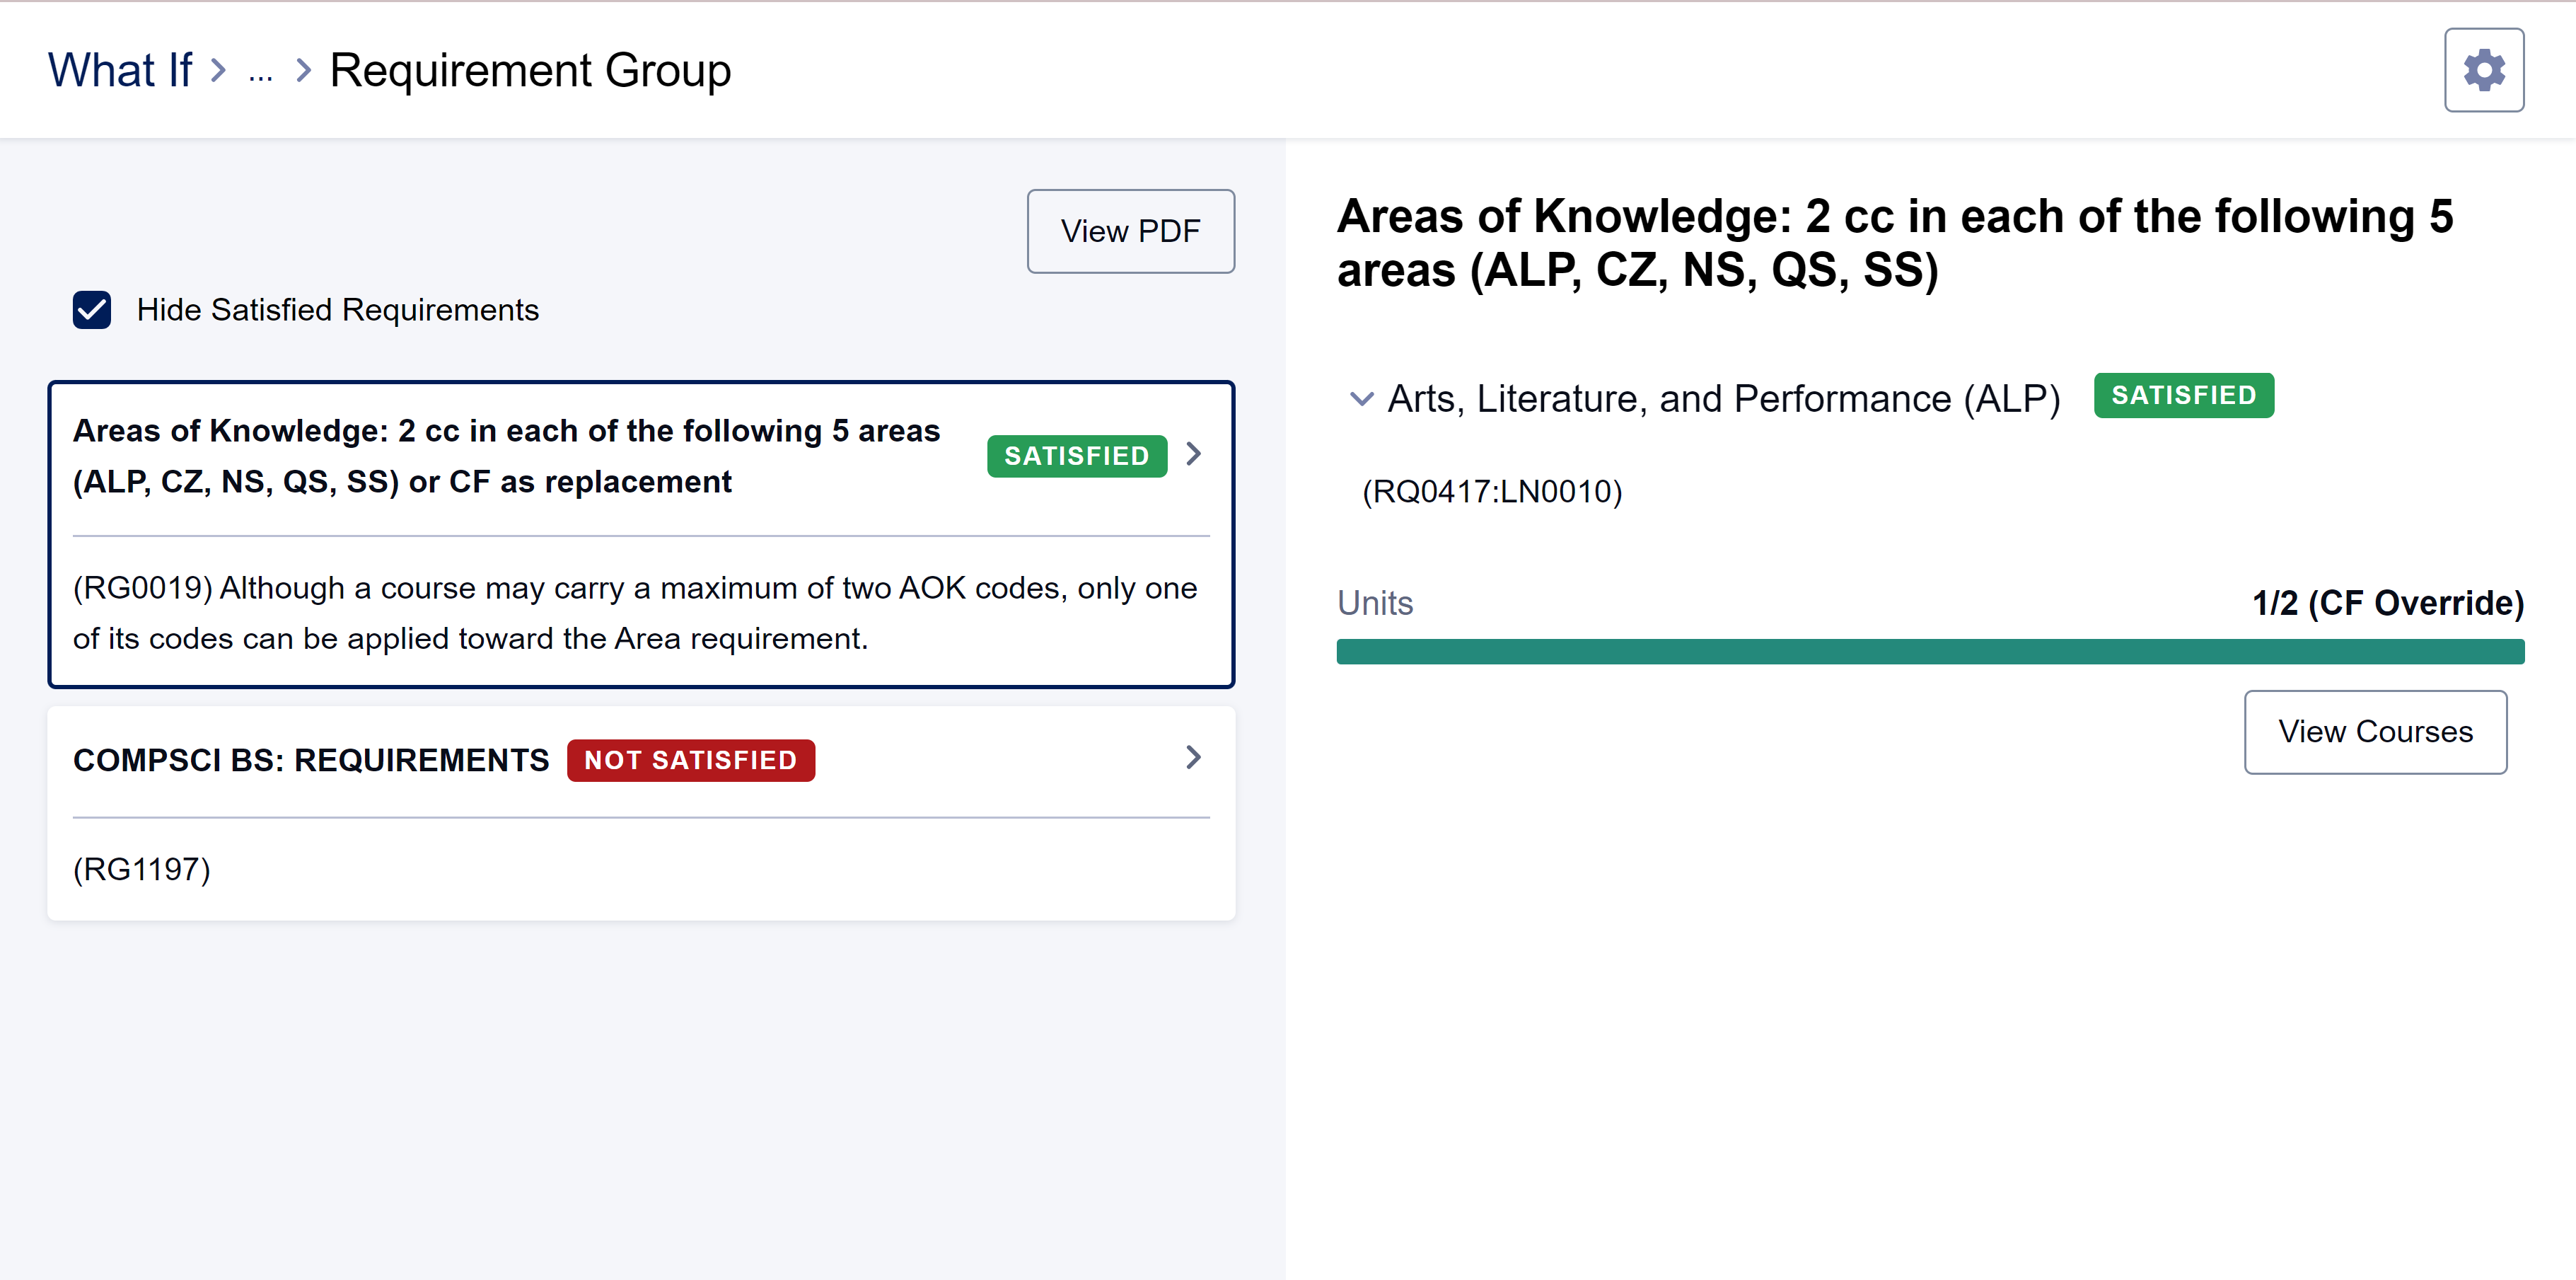 What If > ... > Requirement Group
View PDF
Hide Satisfied Requirements
Areas of Knowledge: 2 cc in each of the following 5 areas
(ALP, CZ, NS, QS, SS) or CF as replacement
SATISFIED
(RG0019) Although a course may carry a maximum of two AOK codes, only one
of its codes can be applied toward the Area requirement.
COMPSCI BS: REQUIREMENTS NOT SATISFIED
(RG1197)
Areas of Knowledge: 2 cc in each of the following 5
areas (ALP, CZ, NS, QS, SS)
Arts, Literature, and Performance (ALP) SATISFIED
(RQ0417:LN0010)
Units 1/2 (CF Override)
View Courses